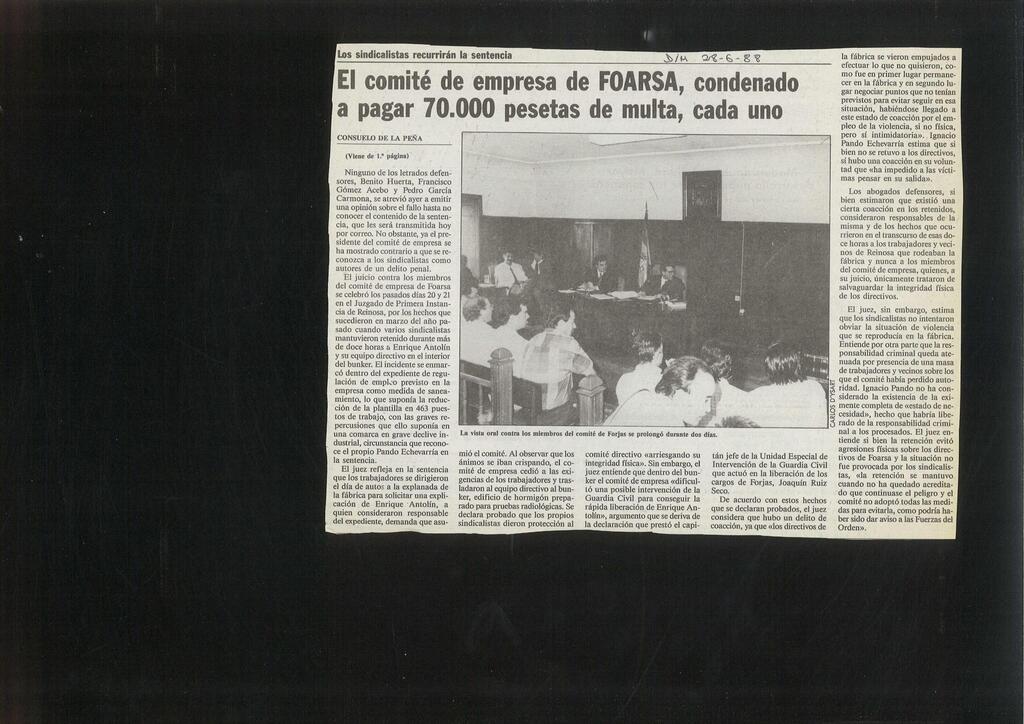 Los sindicalistas recurrirán la sentencia
D/M 28-6-88
El comité de empresa de FOARSA, condenado
a pagar 70.000 pesetas de multa, cada uno
CONSUELO DE LA PEÑA
(Viene de 1.ª página)
Ninguno de los letrados defen-
sores, Benito Huerta, Francisco
Gómez Acebo y Pedro García
Carmona, se atrevió ayer a emitir
una opinión sobre el fallo hasta no
conocer el contenido de la senten-
cia, que les será transmitida hoy
por correo. No obstante, ya el pre-
sidente del comité de empresa se
ha mostrado contrario a que se re-
conozca a los sindicalistas como
autores de un delito penal.
El juicio contra los miembros
del comité de empresa de Foarsa
se celebró los pasados días 20 y 21
en el Juzgado de Primera Instan-
cia de Reinosa, por los hechos que
sucedieron en marzo del año pa-
sado cuando varios sindicalistas
mantuvieron retenido durante más
de doce horas a Enrique Antolín
y su equipo directivo en el interior
del bunker. El incidente se enmar-
có dentro del expediente de regu-
lación de empleo previsto en la
empresa como medida de sanea-
miento, lo que suponía la reduc-
ción de la plantilla en 463 pues-
tos de trabajo, con las graves re-
percusiones que ello suponía en
una comarca en grave declive in-
dustrial, circunstancia que recono-
ce el propio Pando Echevarría en
la sentencia.
El juez refleja en la sentencia
que los trabajadores se dirigieron
el día de autos a la explanada de
la fábrica para solicitar una expli-
cación de Enrique Antolín, a
quien consideraron responsable
del expediente, demanda que asu-
CARLOS D'YSART
La vista oral contra los miembros del comité de Forjas se prolongó durante dos días.
mió el comité. Al observar que los
ánimos se iban crispando, el co-
mité de empresa cedió a las exi-
gencias de los trabajadores y tras-
ladaron al equipo directivo al bun-
ker, edificio de hormigón prepa-
rado para pruebas radiológicas. Se
declara probado que los propios
sindicalistas dieron protección al
comité directivo «arriesgando su
integridad física». Sin embargo, el
juez entiende que dentro del bun-
ker el comité de empresa «dificul-
tó una posible intervención de la
Guardia Civil para conseguir la
rápida liberación de Enrique An-
tolín», argumento que se deriva de
la declaración que prestó el capi-
tán jefe de la Unidad Especial de
Intervención de la Guardia Civil
que actuó en la liberación de los
cargos de Forjas, Joaquín Ruiz
Seco.
De acuerdo con estos hechos
que se declaran probados, el juez
considera que hubo un delito de
coacción, ya que «los directivos de
la fábrica se vieron empujados a
efectuar lo que no quisieron, co-
mo fue en primer lugar permane-
cer en la fábrica y en segundo lu-
gar negociar puntos que no tenían
previstos para evitar seguir en esa
situación, habiéndose llegado a
este estado de coacción por el em-
pleo de la violencia, si no física,
pero sí intimidatoria». Ignacio
Pando Echevarría estima que si
bien no se retuvo a los directivos,
sí hubo una coacción en su volun-
tad que «ha impedido a las vícti-
mas pensar en su salida».
Los abogados defensores, si
bien estimaron que existió una
cierta coacción en los retenidos,
consideraron responsables de la
misma y de los hechos que ocu-
rrieron en el transcurso de esas do-
ce horas a los trabajadores y veci-
nos de Reinosa que rodeaban la
fábrica y nunca a los miembros
del comité de empresa, quienes, a
su juicio, únicamente trataron de
salvaguardar la integridad física
de los directivos.
El juez, sin embargo, estima
que los sindicalistas no intentaron
obviar la situación de violencia
que se reproducía en la fábrica.
Entiende por otra parte que la res-
ponsabilidad criminal queda ate-
nuada por presencia de una masa
de trabajadores y vecinos sobre los
que el comité había perdido auto-
ridad. Ignacio Pando no ha con-
siderado la existencia de la exi-
mente completa de «estado de ne-
cesidad», hecho que habría libe-
rado de la responsabilidad crimi-
nal a los procesados. El juez en-
tiende si bien la retención evitó
agresiones físicas sobre los direc-
tivos de Foarsa y la situación no
fue provocada por los sindicalis-
tas, «la retención se mantuvo
cuando no ha quedado acredita-
do que continuase el peligro y el
comité no adoptó todas las medi-
das para evitarla, como podría ha-
ber sido dar aviso a las Fuerzas del
Orden».